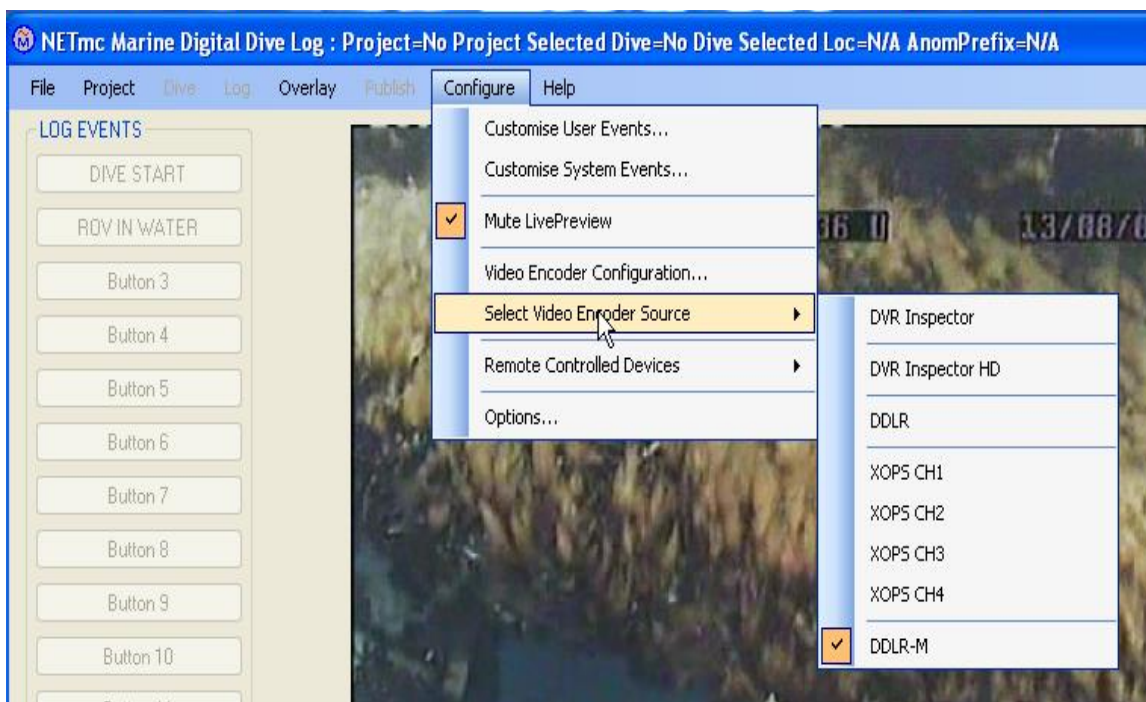 NETmc Marine Digital Dive Log : Project=No Project Selected Dive=No Dive Selected Loc=N/A AnomPrefix=N/A
File Project Dive Log Overlay Publish Configure Help
LOG EVENTS
DIVE START
ROV IN WATER
Button 3
Button 4
Button 5
Button 6
Button 7
Button 8
Button 9
Button 10
Customise User Events...
Customise System Events...
Mute LivePreview
Video Encoder Configuration...
Select Video Encoder Source
Remote Controlled Devices
Options...
DVR Inspector
DVR Inspector HD
DDLR
XOPS CH1
XOPS CH2
XOPS CH3
XOPS CH4
DDLR-M